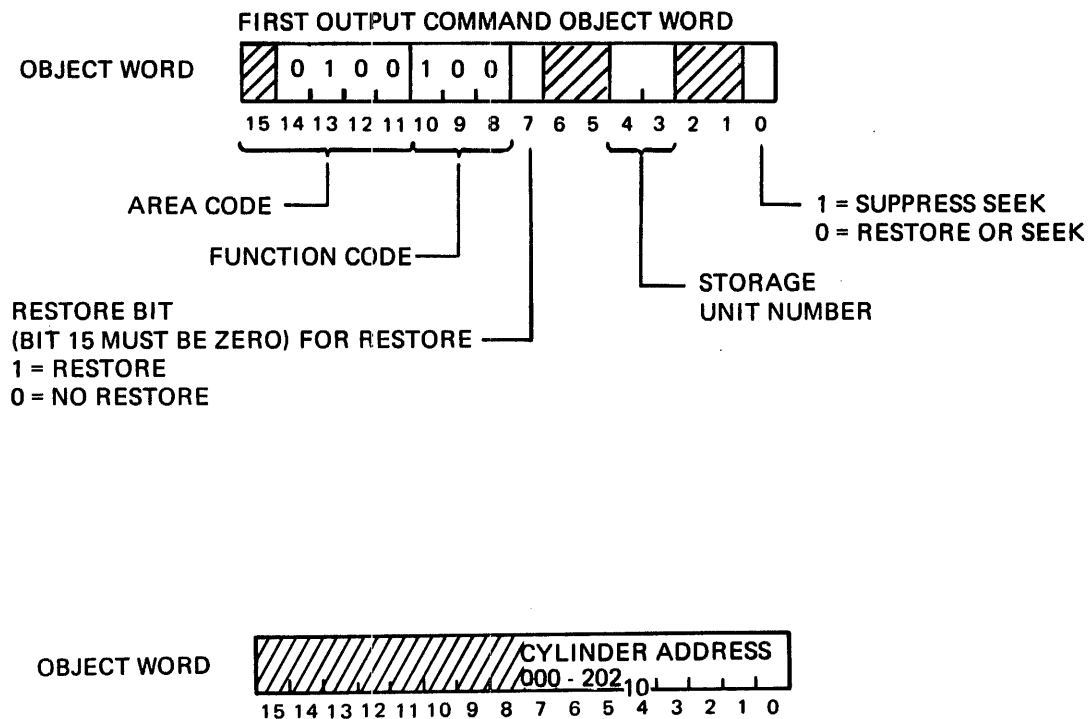 FIRST OUTPUT COMMAND OBJECT WORD
OBJECT WORD
0 1 0 0 1 0 0
15 14 13 12 11 10 9 8 7 6 5 4 3 2 1 0
AREA CODE
1 = SUPPRESS SEEK
0 = RESTORE OR SEEK
FUNCTION CODE
STORAGE
UNIT NUMBER
RESTORE BIT
(BIT 15 MUST BE ZERO) FOR RESTORE
1 = RESTORE
0 = NO RESTORE
OBJECT WORD
CYLINDER ADDRESS
000 - 202 10
15 14 13 12 11 10 9 8 7 6 5 4 3 2 1 0